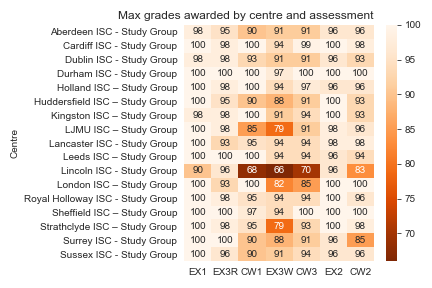 Max grades awarded by centre and assessment
Centre
Aberdeen ISC - Study Group 98 95 90 91 91 96 96
Cardiff ISC - Study Group 100 98 100 94 99 100 98
Dublin ISC - Study Group 98 98 93 91 91 96 93
Durham ISC - Study Group 100 100 100 97 100 100 100
Holland ISC – Study Group 100 98 100 94 97 96 96
Huddersfield ISC – Study Group 100 95 90 88 91 100 93
Kingston ISC – Study Group 98 98 100 91 94 100 93
LJMU ISC – Study Group 100 98 85 79 91 98 96
Lancaster ISC - Study Group 100 93 95 94 94 98 98
Leeds ISC – Study Group 100 100 100 94 94 96 94
Lincoln ISC - Study Group 90 96 68 66 70 96 83
London ISC – Study Group 100 93 100 82 85 100 100
Royal Holloway ISC - Study Group 100 98 95 94 94 100 96
Sheffield ISC – Study Group 100 100 97 94 100 100 100
Strathclyde ISC – Study Group 100 98 95 79 93 100 98
Surrey ISC - Study Group 100 100 90 88 91 100 85
Sussex ISC - Study Group 100 96 90 91 94 96 96
EX1 EX3R CW1 EX3W CW3 EX2 CW2
100
95
90
85
80
75
70